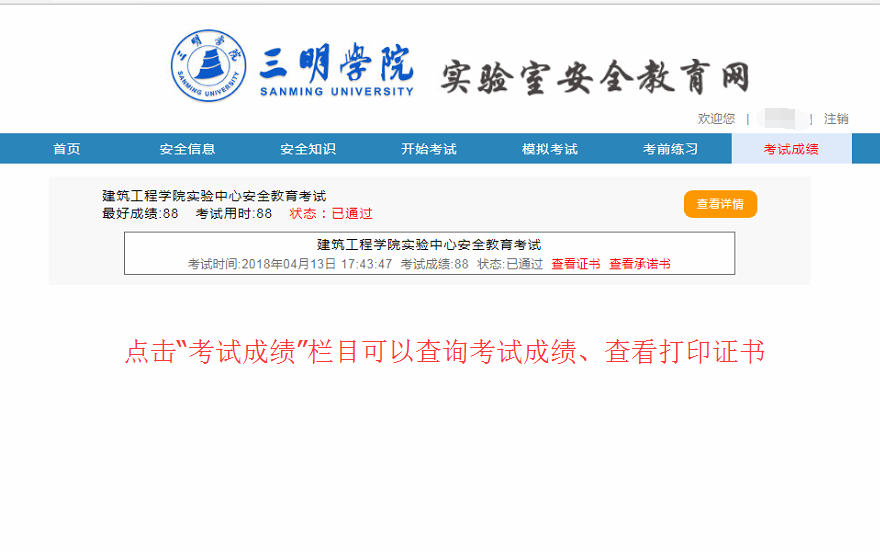 三明学院
SANMING UNIVERSITY
三明学院 实验室安全教育网
SANMING UNIVERSITY
欢迎您 | | 注销
首页 安全信息 安全知识 开始考试 模拟考试 考前练习 考试成绩
建筑工程学院实验中心安全教育考试
最好成绩:88 考试用时:88 状态：已通过
查看详情
建筑工程学院实验中心安全教育考试
考试时间:2018年04月13日 17:43:47 考试成绩:88 状态:已通过 查看证书 查看承诺书
点击“考试成绩”栏目可以查询考试成绩、查看打印证书